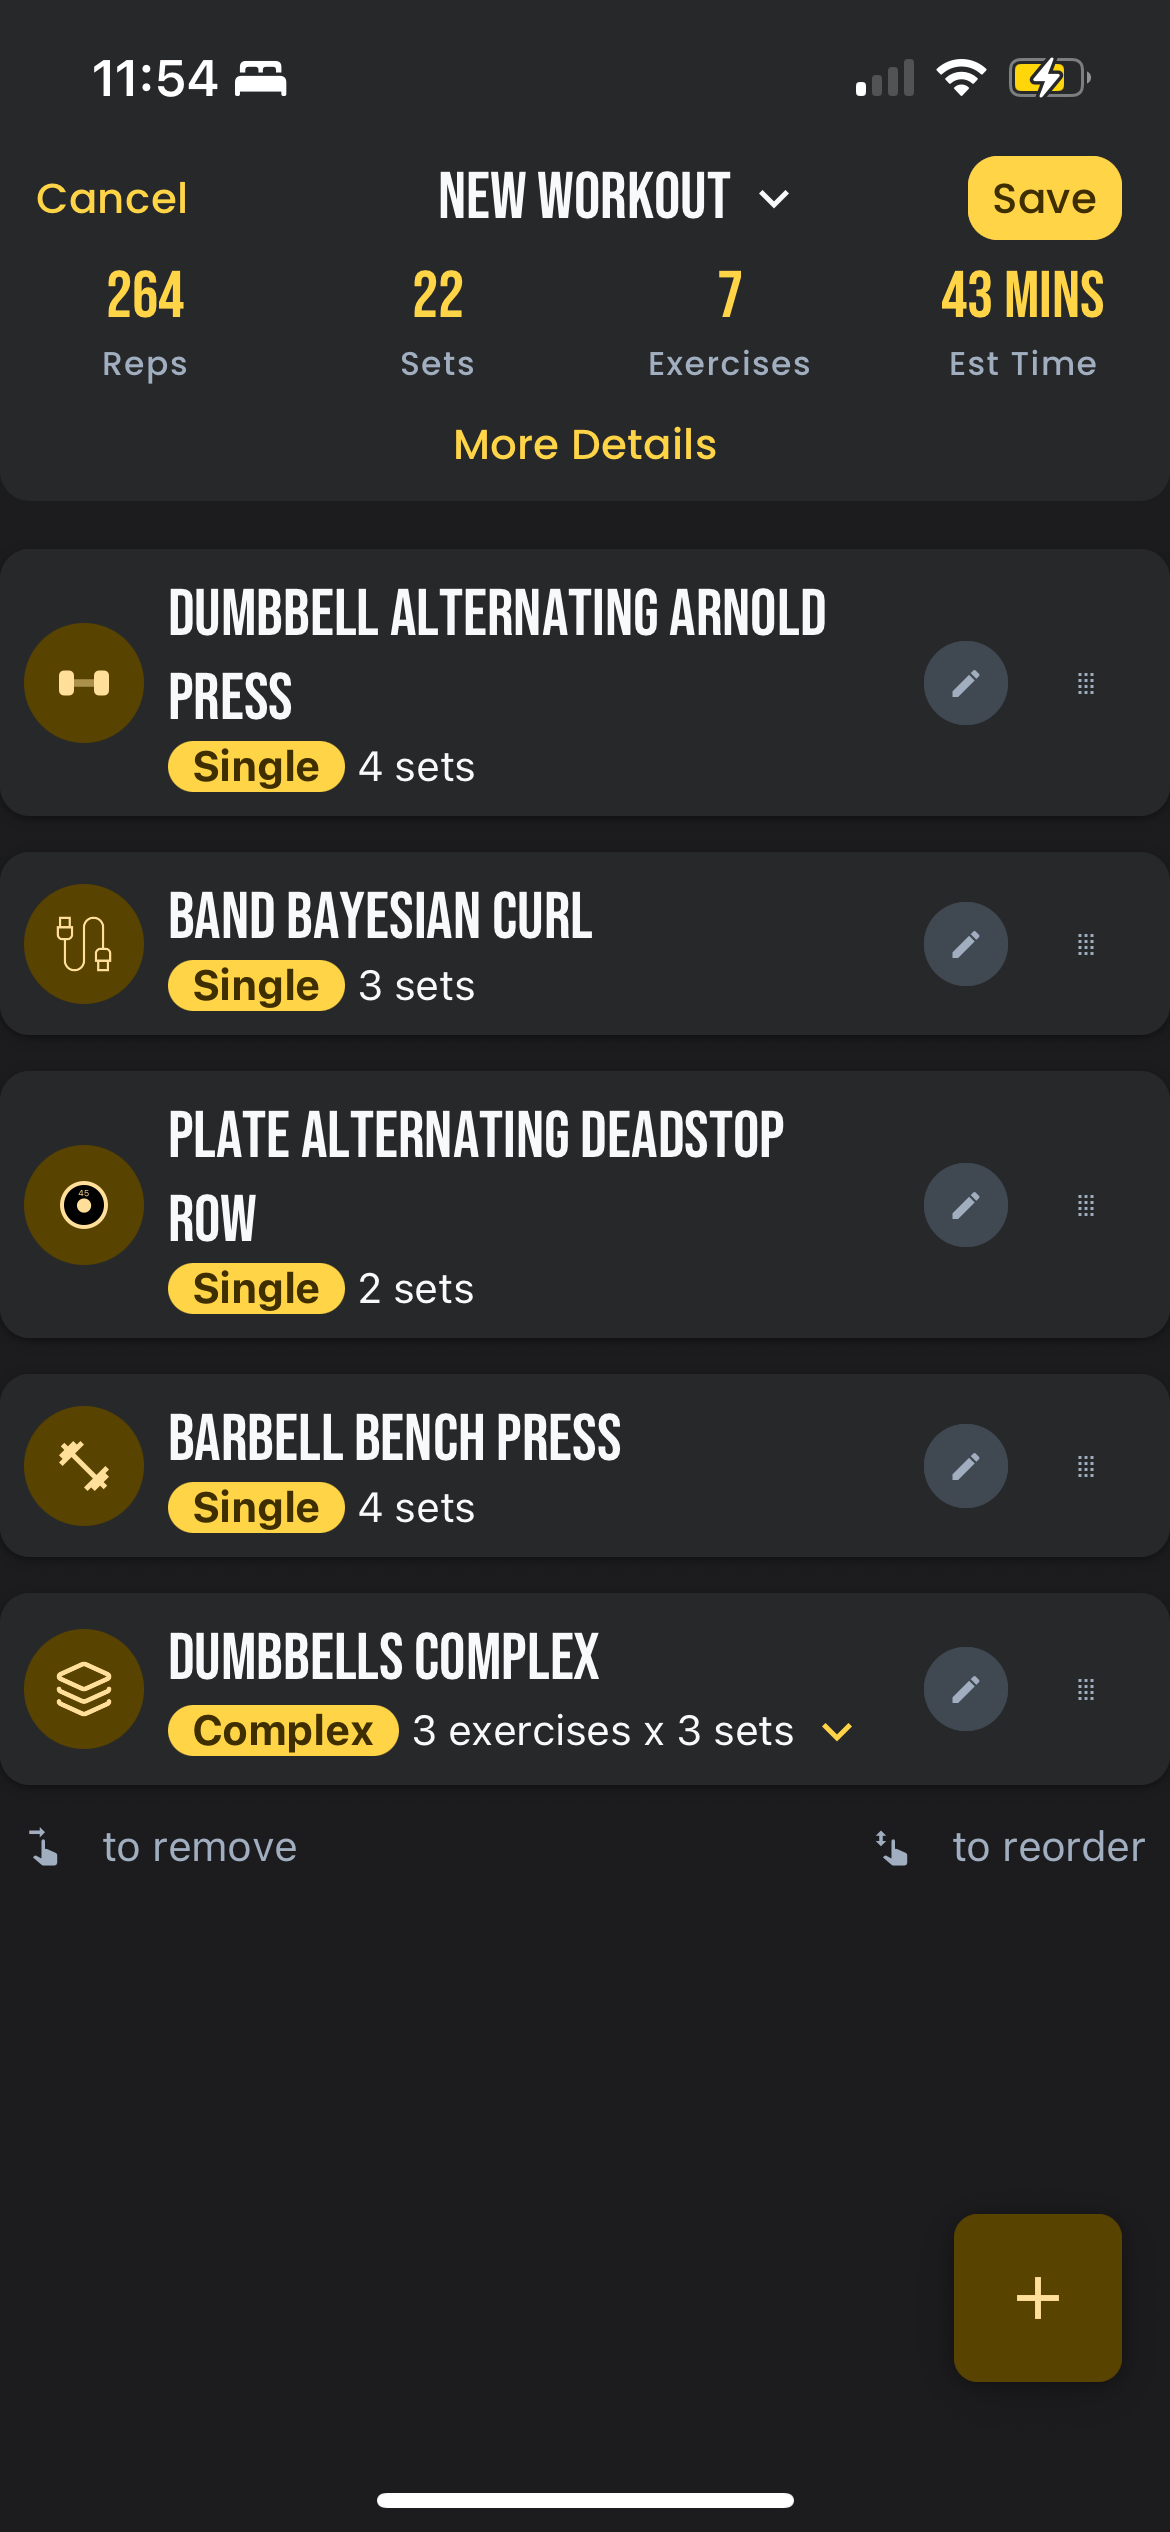 11:54
Cancel NEW WORKOUT Save
264 22 7 43 MINS
Reps Sets Exercises Est Time
More Details
DUMBBELL ALTERNATING ARNOLD
PRESS
Single 4 sets
BAND BAYESIAN CURL
Single 3 sets
PLATE ALTERNATING DEADSTOP
ROW
45
Single 2 sets
BARBELL BENCH PRESS
Single 4 sets
DUMBBELLS COMPLEX
Complex 3 exercises x 3 sets
to remove to reorder